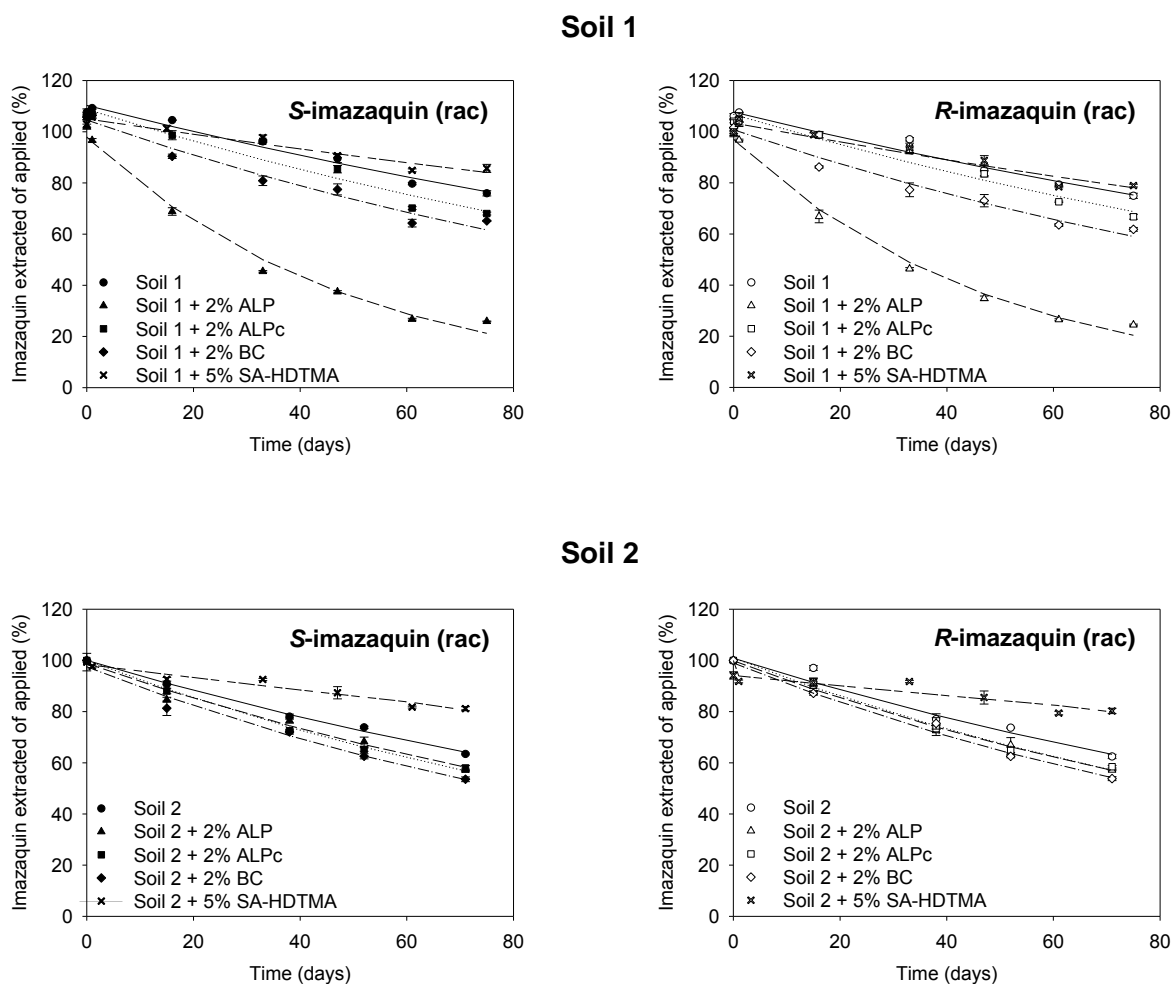 Soil 1
S-imazaquin (rac)
Imazaquin extracted of applied (%)
120
100
80
60
40
20
0
Soil 1
Soil 1 + 2% ALP
Soil 1 + 2% ALPc
Soil 1 + 2% BC
Soil 1 + 5% SA-HDTMA
0 20 40 60 80
Time (days)
R-imazaquin (rac)
Imazaquin extracted of applied (%)
120
100
80
60
40
20
0
Soil 1
Soil 1 + 2% ALP
Soil 1 + 2% ALPc
Soil 1 + 2% BC
Soil 1 + 5% SA-HDTMA
0 20 40 60 80
Time (days)
Soil 2
S-imazaquin (rac)
Imazaquin extracted of applied (%)
120
100
80
60
40
20
0
Soil 2
Soil 2 + 2% ALP
Soil 2 + 2% ALPc
Soil 2 + 2% BC
Soil 2 + 5% SA-HDTMA
0 20 40 60 80
Time (days)
R-imazaquin (rac)
Imazaquin extracted of applied (%)
120
100
80
60
40
20
0
Soil 2
Soil 2 + 2% ALP
Soil 2 + 2% ALPc
Soil 2 + 2% BC
Soil 2 + 5% SA-HDTMA
0 20 40 60 80
Time (days)